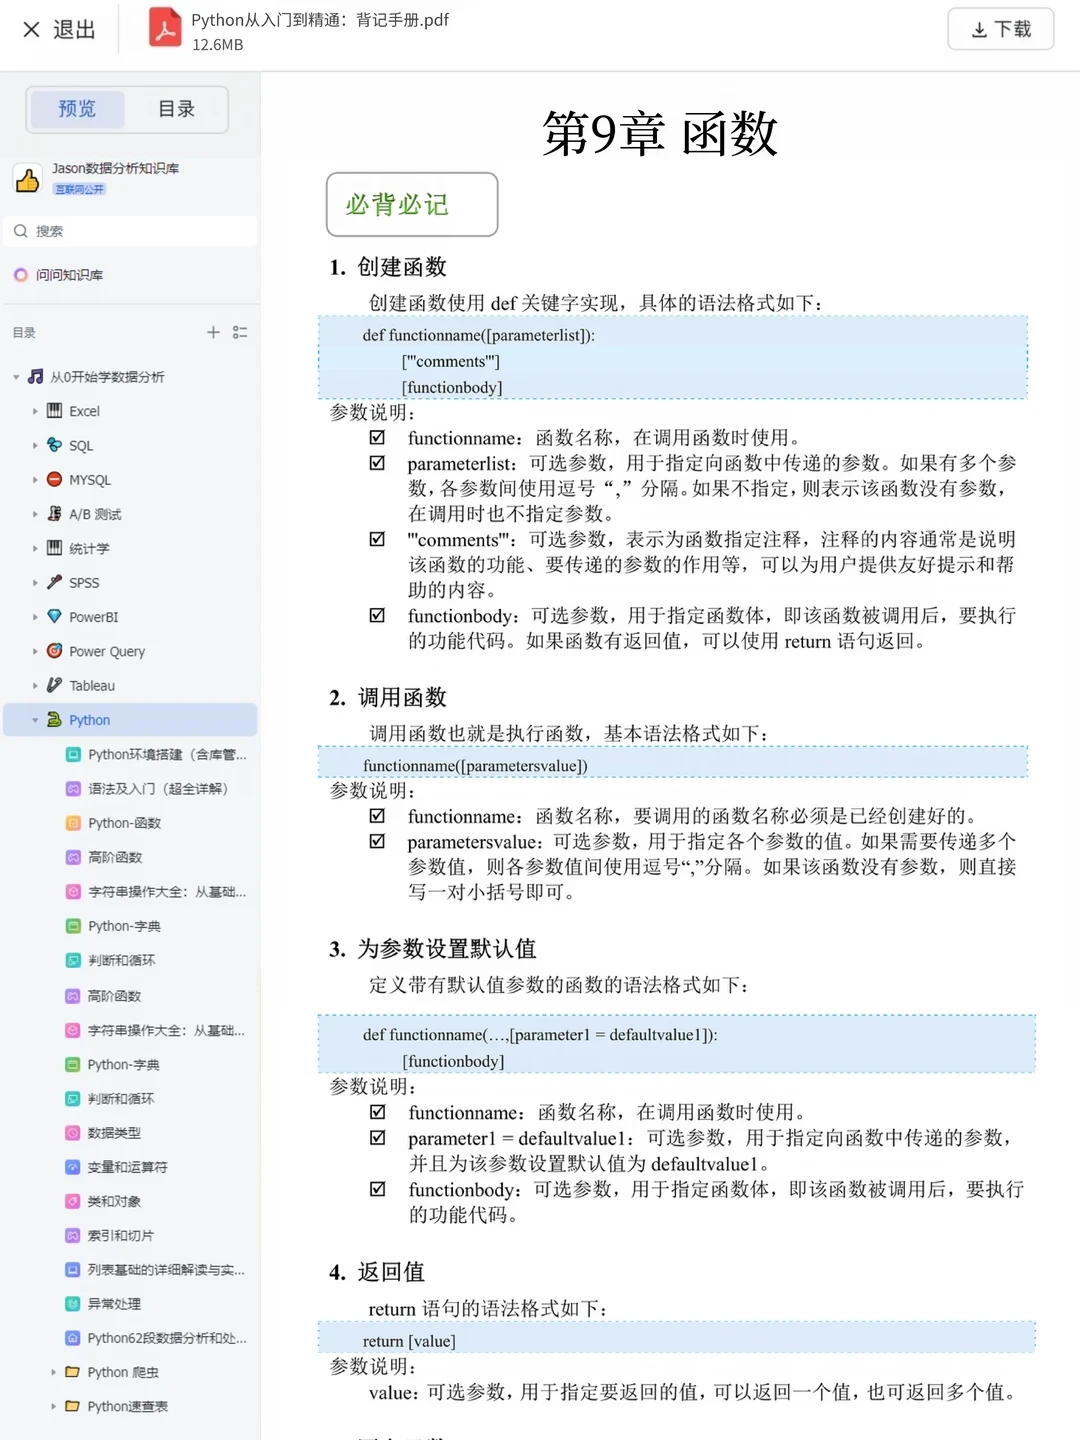 退出
Python从入门到精通：背记手册.pdf
12.6MB
下载
预览
目录
Jason数据分析知识库
互联网公开
搜索
问问知识库
目录
从0开始学数据分析
Excel
SQL
MYSQL
A/B 测试
统计学
SPSS
PowerBI
Power Query
Tableau
Python
Python环境搭建（含库管...
语法及入门（超全详解）
Python-函数
高阶函数
字符串操作大全：从基础...
Python-字典
判断和循环
高阶函数
字符串操作大全：从基础...
Python-字典
判断和循环
数据类型
变量和运算符
类和对象
索引和切片
列表基础的详细解读与实...
异常处理
Python62段数据分析和处...
Python 爬虫
Python速查表
第9章 函数
必背必记
1. 创建函数
创建函数使用 def 关键字实现，具体的语法格式如下：
def functionname([parameterlist]):
['''comments''']
[functionbody]
参数说明：
functionname：函数名称，在调用函数时使用。
parameterlist：可选参数，用于指定向函数中传递的参数。如果有多个参
数，各参数间使用逗号“,”分隔。如果不指定，则表示该函数没有参数，
在调用时也不指定参数。
'''comments'''：可选参数，表示为函数指定注释，注释的内容通常是说明
该函数的功能、要传递的参数的作用等，可以为用户提供友好提示和帮
助的内容。
functionbody：可选参数，用于指定函数体，即该函数被调用后，要执行
的功能代码。如果函数有返回值，可以使用 return 语句返回。
2. 调用函数
调用函数也就是执行函数，基本语法格式如下：
functionname([parametersvalue])
参数说明：
functionname：函数名称，要调用的函数名称必须是已经创建好的。
parametersvalue：可选参数，用于指定各个参数的值。如果需要传递多个
参数值，则各参数值间使用逗号“,”分隔。如果该函数没有参数，则直接
写一对小括号即可。
3. 为参数设置默认值
定义带有默认值参数的函数的语法格式如下：
def functionname(…,[parameter1 = defaultvalue1]):
[functionbody]
参数说明：
functionname：函数名称，在调用函数时使用。
parameter1 = defaultvalue1：可选参数，用于指定向函数中传递的参数，
并且为该参数设置默认值为 defaultvalue1。
functionbody：可选参数，用于指定函数体，即该函数被调用后，要执行
的功能代码。
4. 返回值
return 语句的语法格式如下：
return [value]
参数说明：
value：可选参数，用于指定要返回的值，可以返回一个值，也可返回多个值。